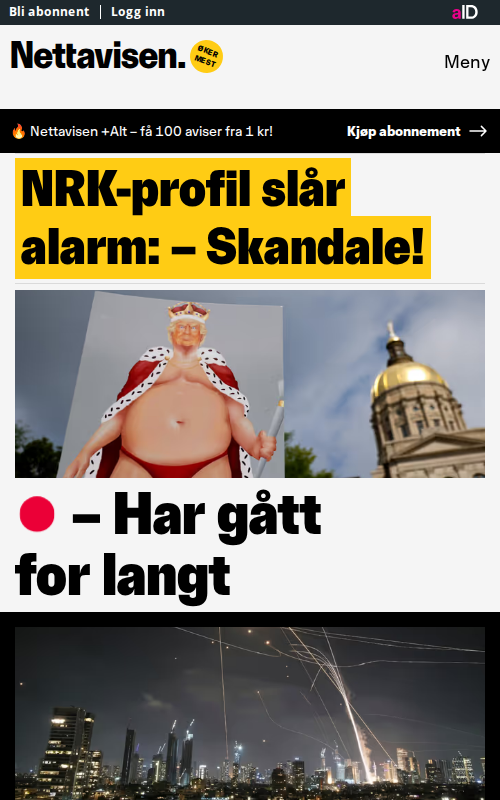 Bli abonnent | Logg inn
aID
Nettavisen.
ØKER
MEST
Meny
🔥 Nettavisen +Alt – få 100 aviser fra 1 kr!
Kjøp abonnement →
NRK-profil slår
alarm: – Skandale!
– Har gått
for langt